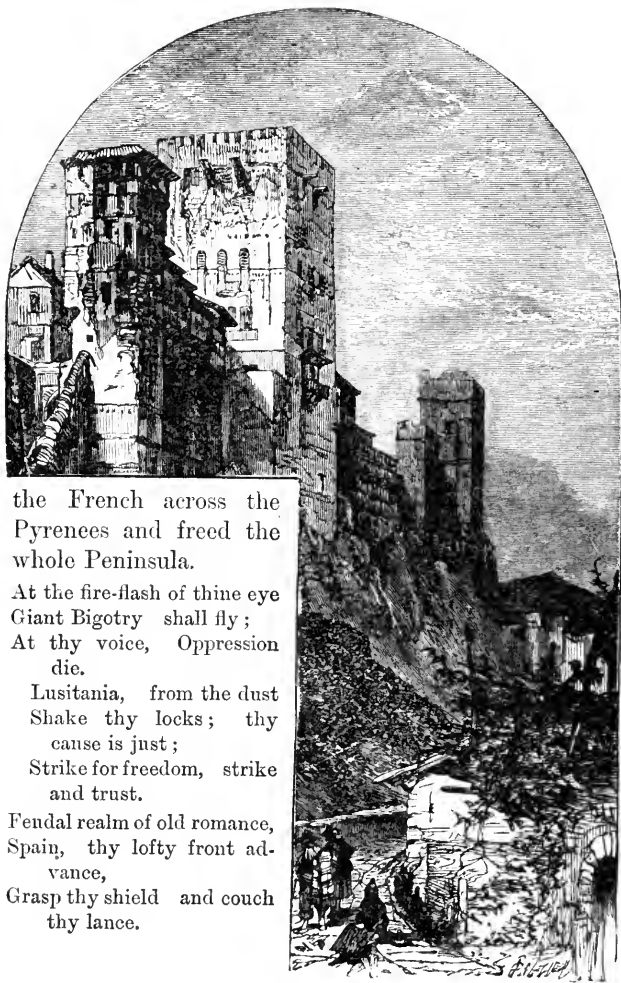 the French across the
Pyrenees and freed the
whole Peninsula.
At the fire-flash of thine eye
Giant Bigotry shall fly;
At thy voice, Oppression
die.
Lusitania, from the dust
Shake thy locks; thy
cause is just;
Strike for freedom, strike
and trust.
Feudal realm of old romance,
Spain, thy lofty front ad-
vance,
Grasp thy shield and couch
thy lance.